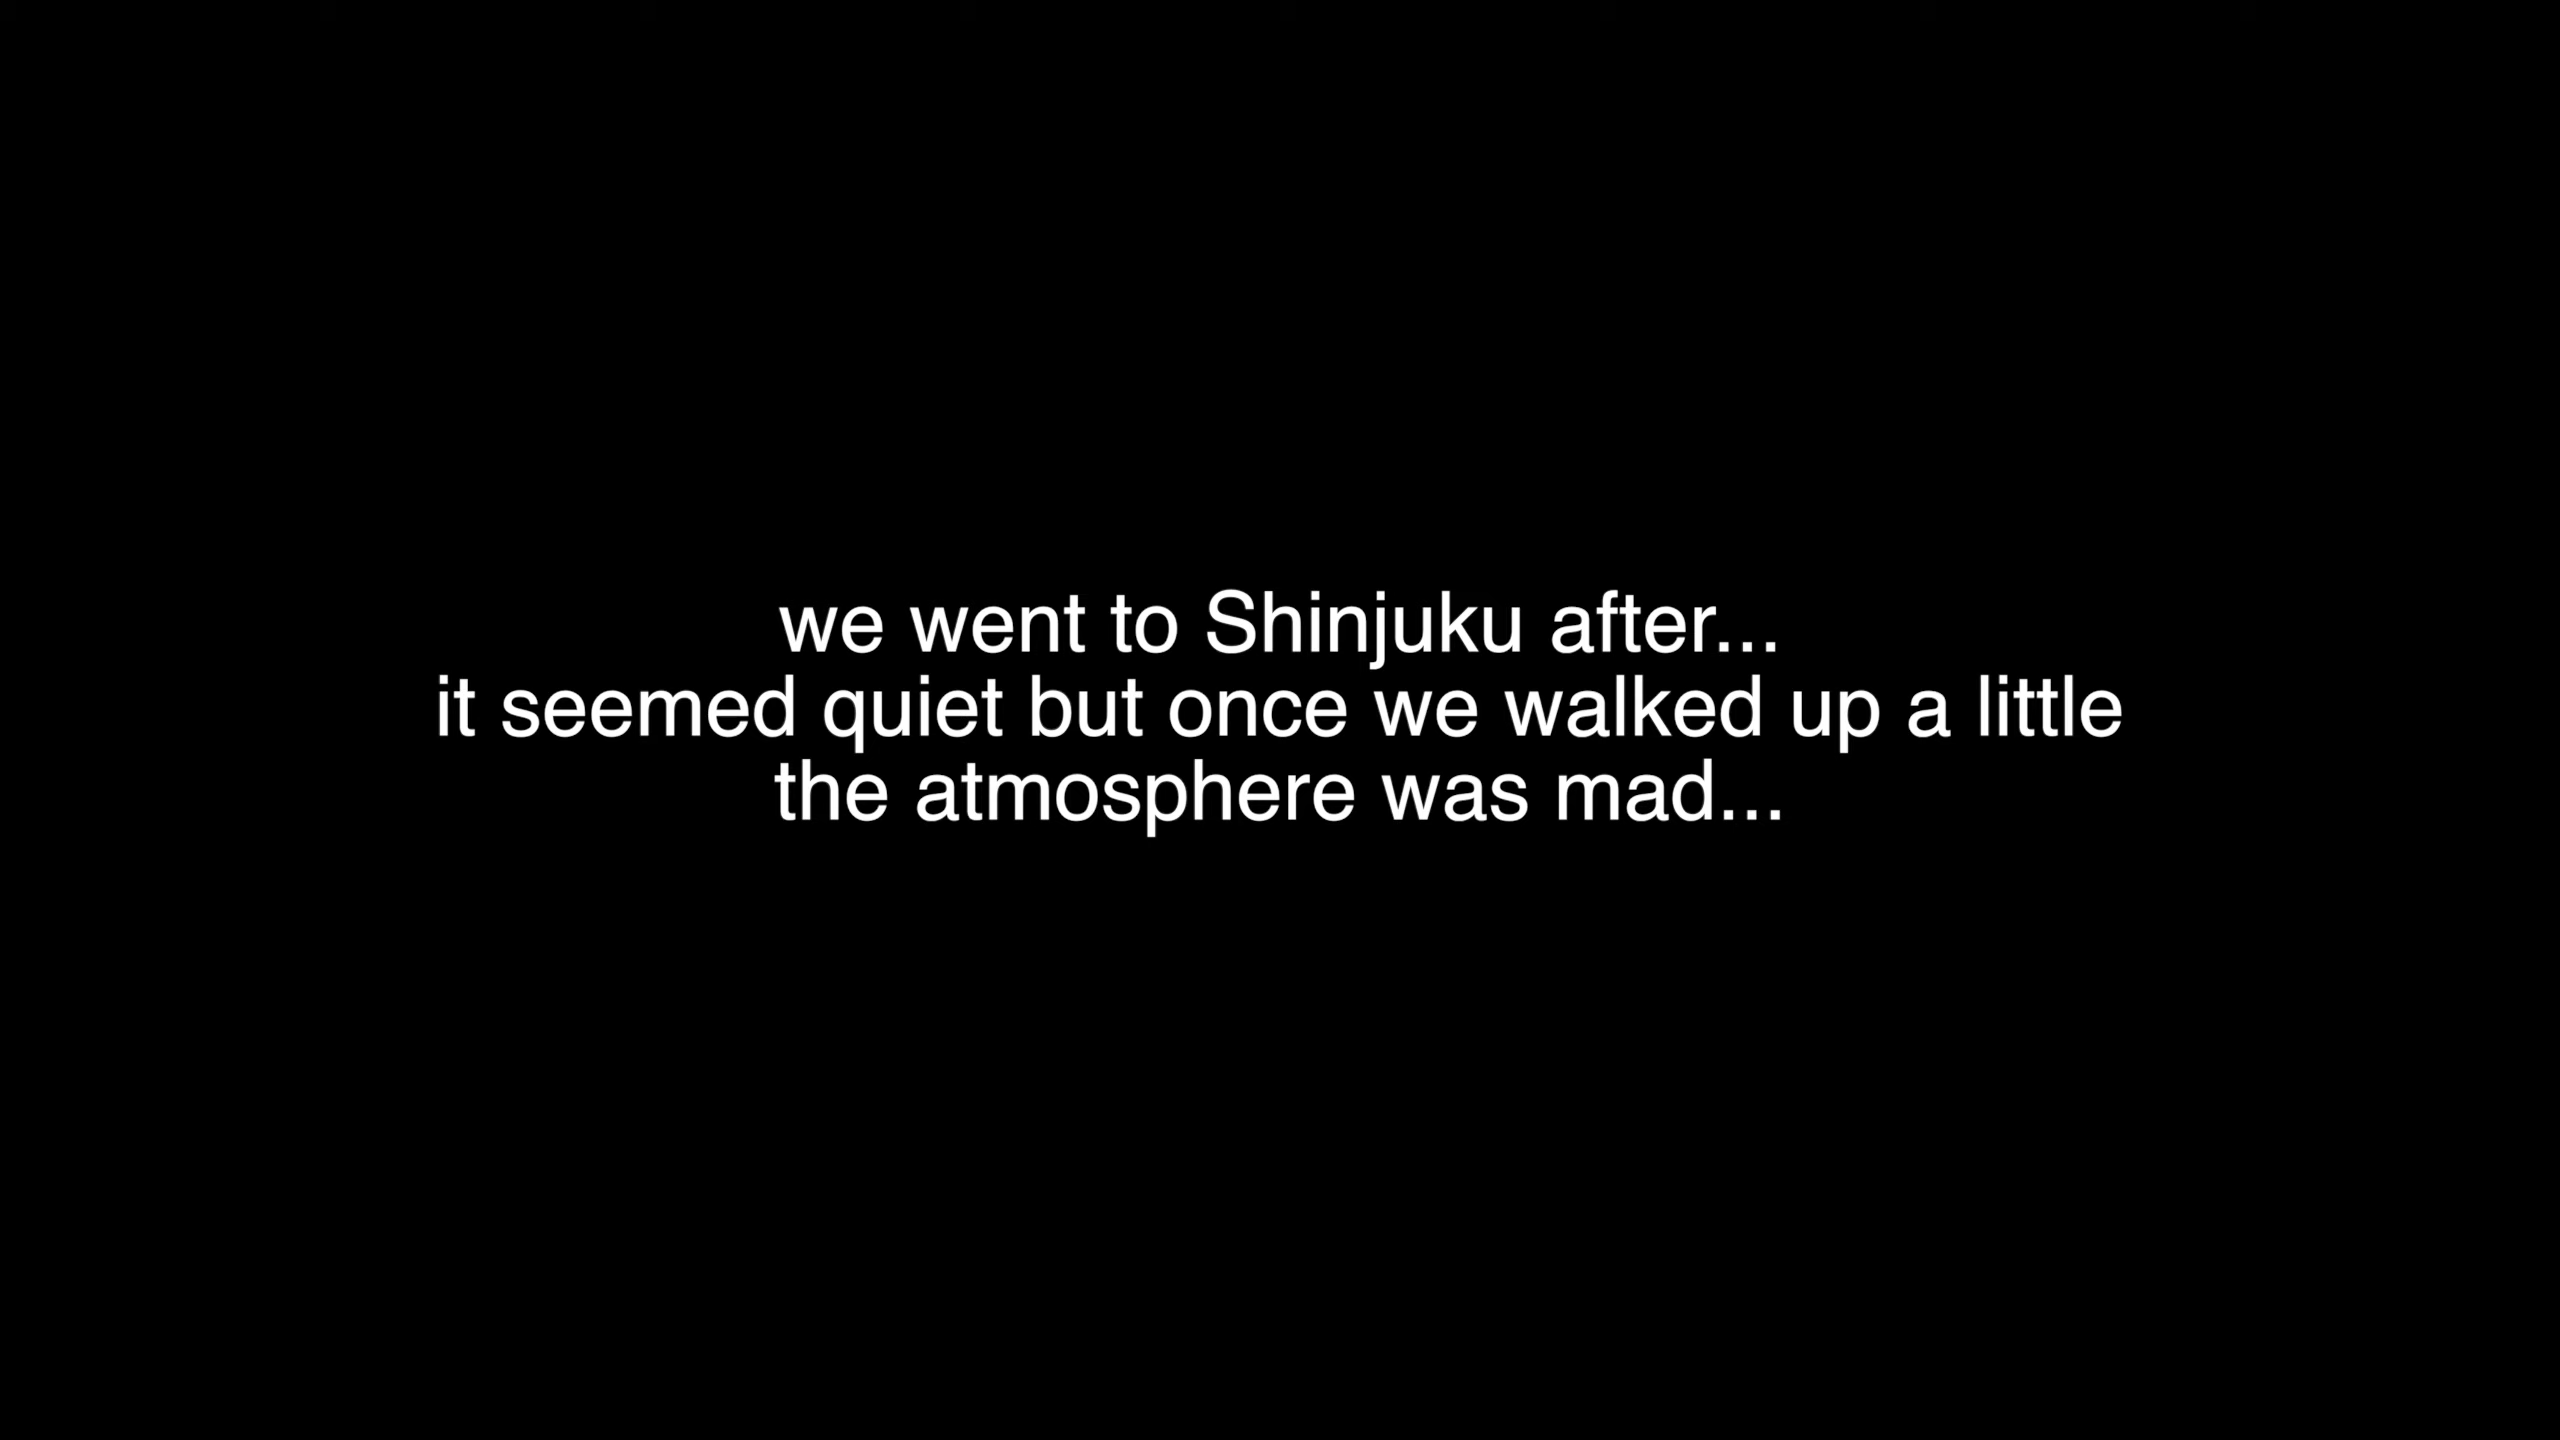 we went to Shinjuku after...
it seemed quiet but once we walked up a little
the atmosphere was mad...